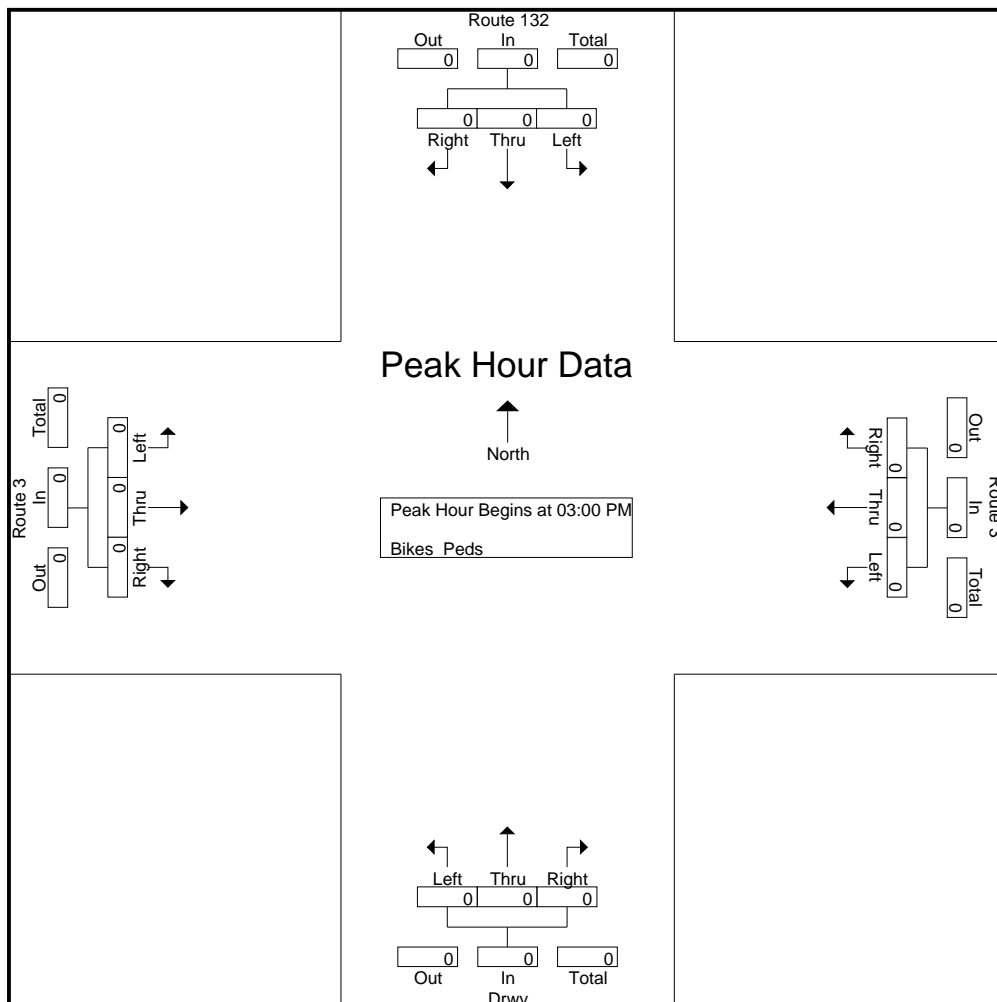 Route 132
Out In Total
0 0 0
0 0 0
Right Thru Left
Peak Hour Data
North
Peak Hour Begins at 03:00 PM
Bikes Peds
Route 3
Total In Out
0 0 0
0 0 0
Left Thru Right
Route 3
Out In Total
0 0 0
0 0 0
Right Thru Left
Left Thru Right
0 0 0
0 0 0
Out In Total
Drwy